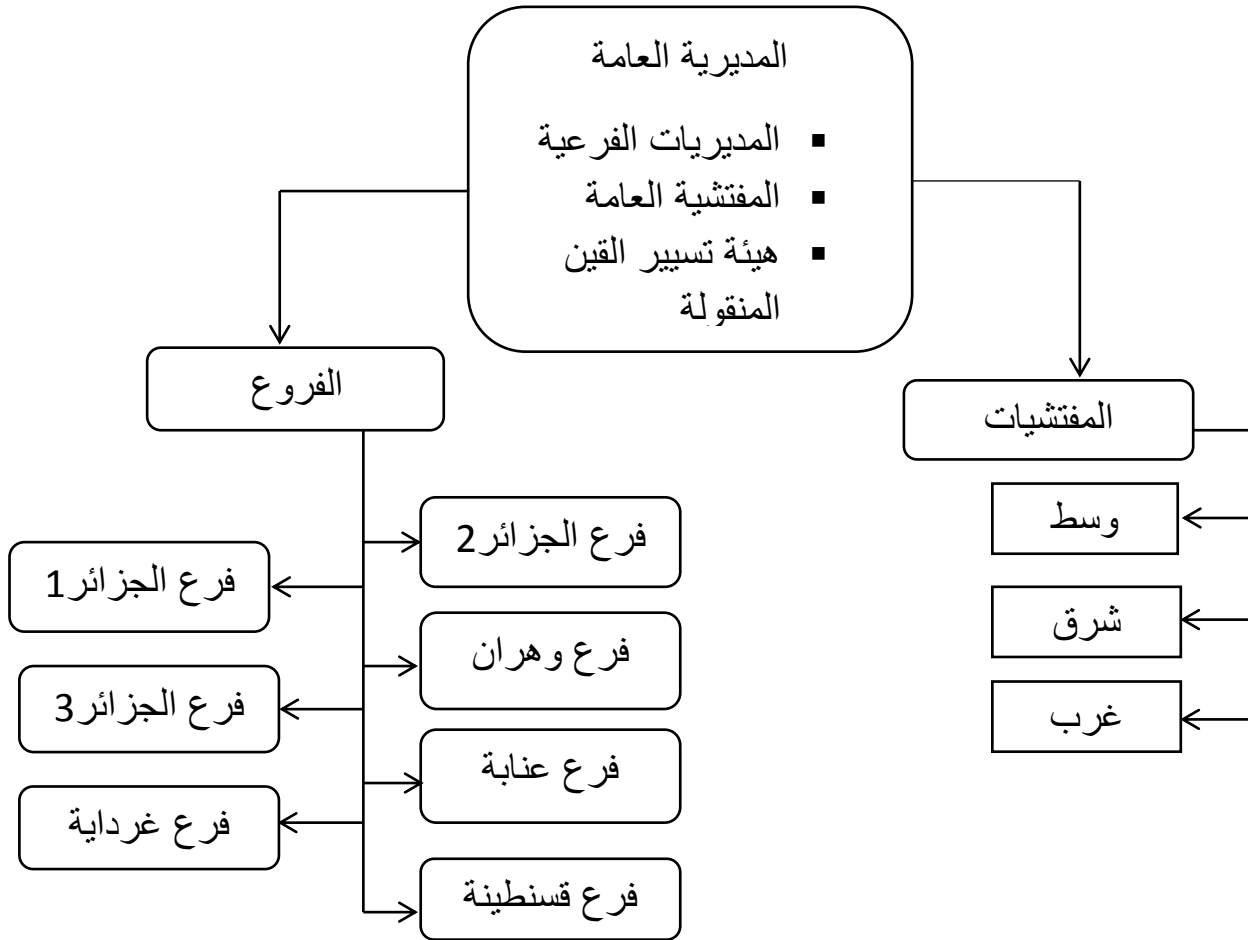 المديرية العامة
▪ المديريات الفرعية
▪ المفتشية العامة
▪ هيئة تسيير القين
المنقولة
الفروع
المفتشيات
وسط
شرق
غرب
فرع الجزائر2
فرع الجزائر1
فرع وهران
فرع الجزائر3
فرع عنابة
فرع غرداية
فرع قسنطينة